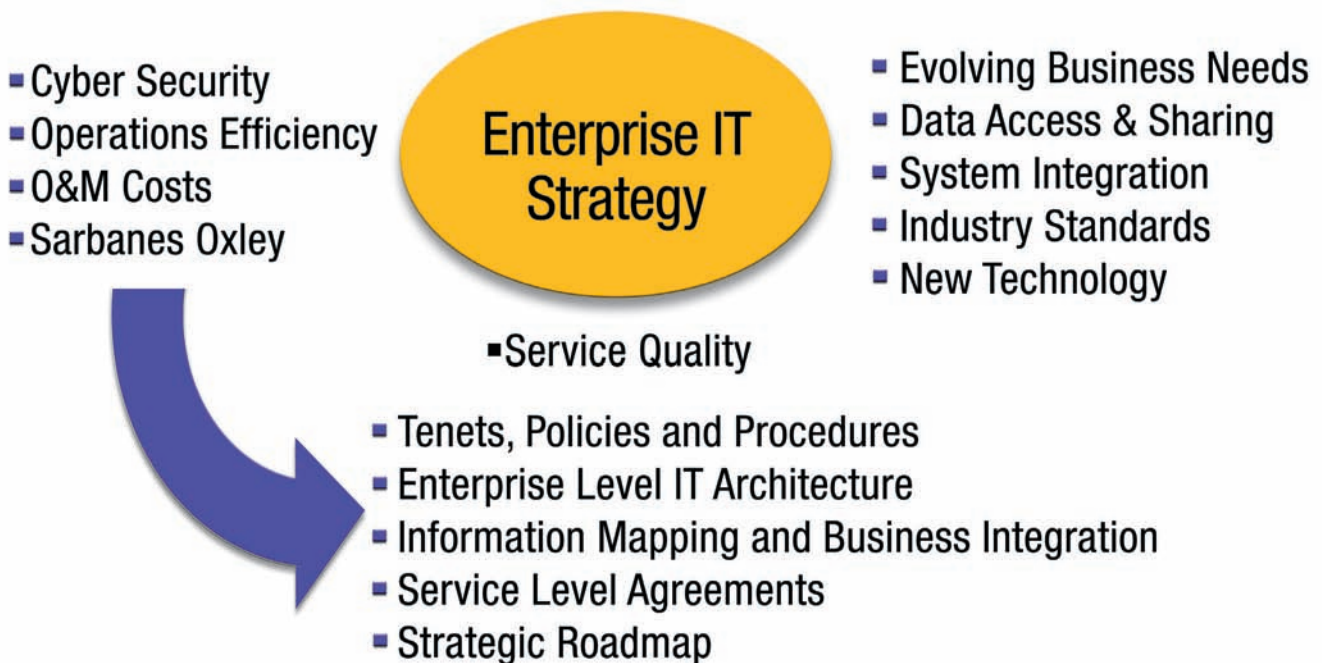 ▪Cyber Security
▪Operations Efficiency
▪O&M Costs
▪Sarbanes Oxley
Enterprise IT
Strategy
▪Evolving Business Needs
▪Data Access & Sharing
▪System Integration
▪Industry Standards
▪New Technology
▪Service Quality
▪Tenets, Policies and Procedures
▪Enterprise Level IT Architecture
▪Information Mapping and Business Integration
▪Service Level Agreements
▪Strategic Roadmap